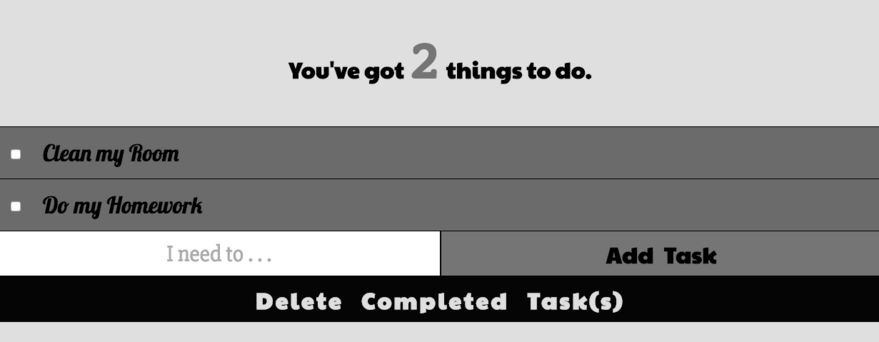 You've got 2 things to do.
Clean my Room
Do my Homework
I need to . . .
Add Task
Delete Completed Task(s)